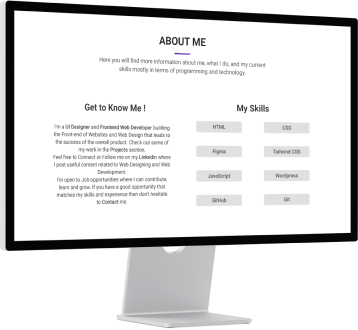 ABOUT ME
Here you will find more information about me, what I do, and my current
skills mostly in terms of programming and technology.
Get to Know Me !
I'm a UI Designer and Frontend Web Developer building
the Front-end of Websites and Web Design that leads to
the success of the overall product. Check out some of
my work in the Projects section.
Feel free to Connect or Follow me on my Linkedin where
I post useful content related to Web Designing and Web
Development.
I'm open to Job opportunities where I can contribute,
learn and grow. If you have a good opportunity that
matches my skills and experience then don't hesitate
to Contact me.
My Skills
HTML
CSS
Figma
Tailwind CSS
JavaScript
Wordpress
GitHub
Git